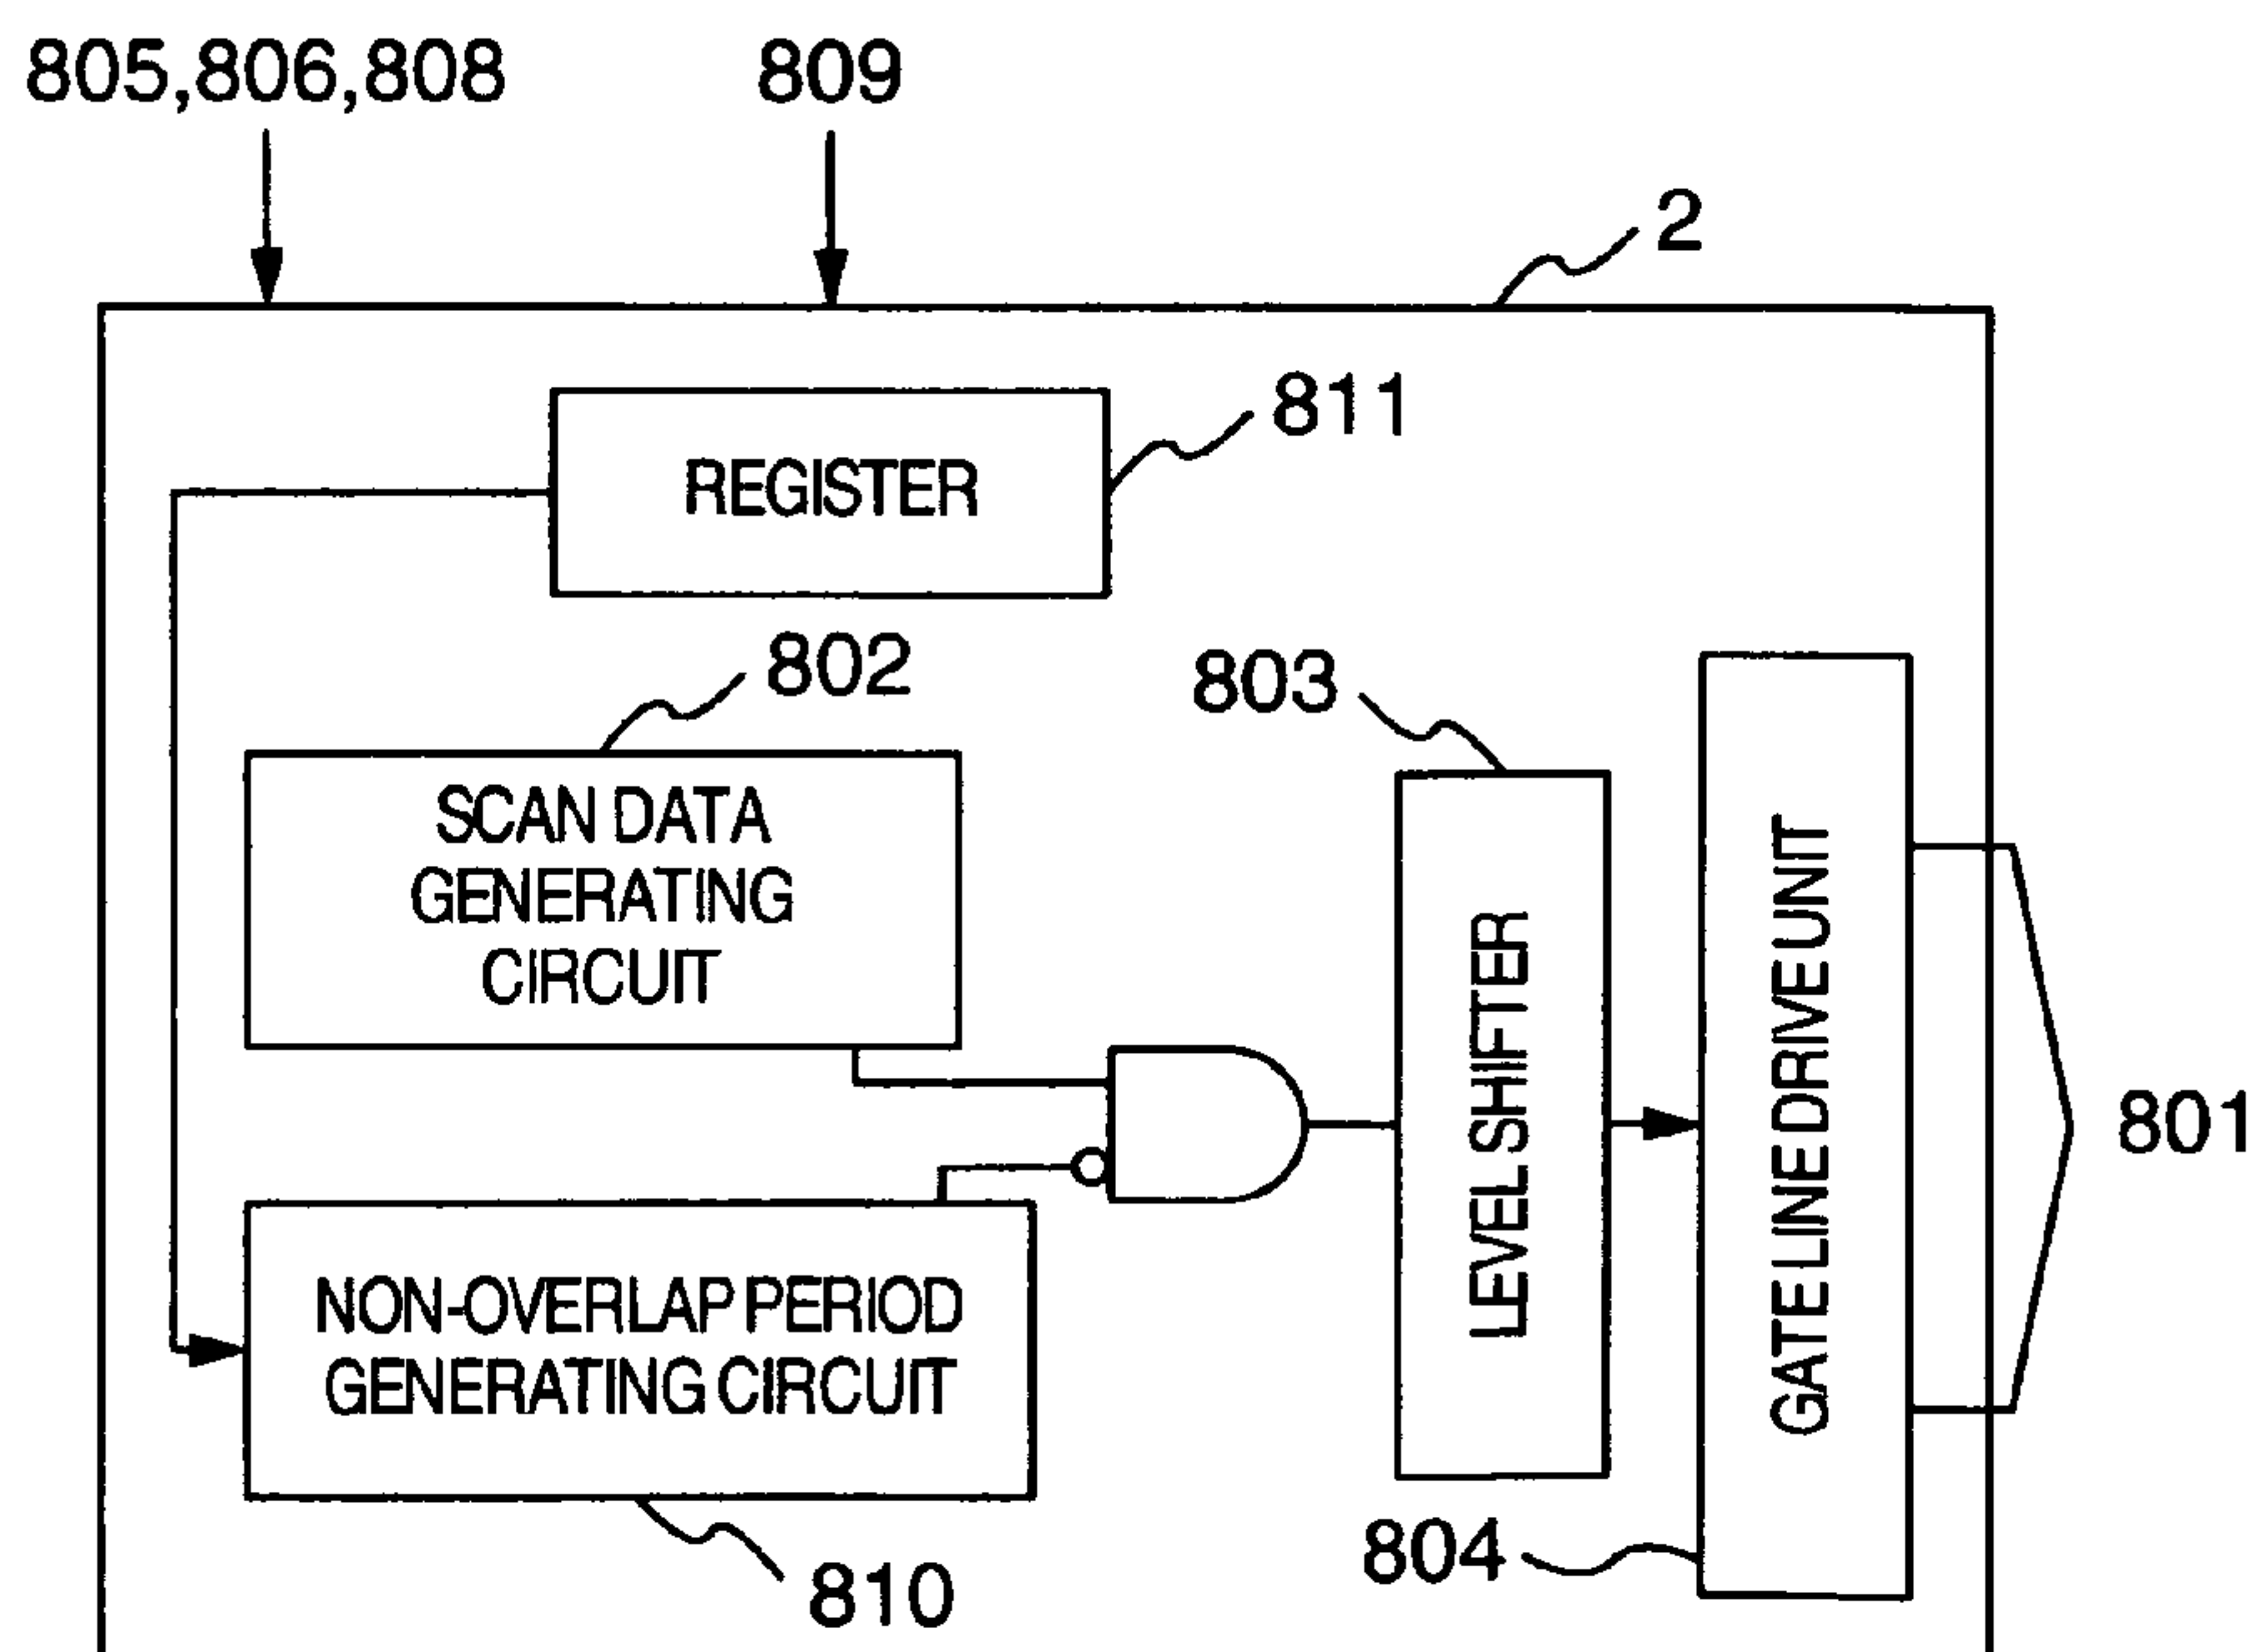 805,806,808
809
2
811
REGISTER
802
803
SCAN DATA
GENERATING
CIRCUIT
LEVEL SHIFTER
GATE LINE DRIVE UNIT
801
NON-OVERLAP PERIOD
GENERATING CIRCUIT
804
810